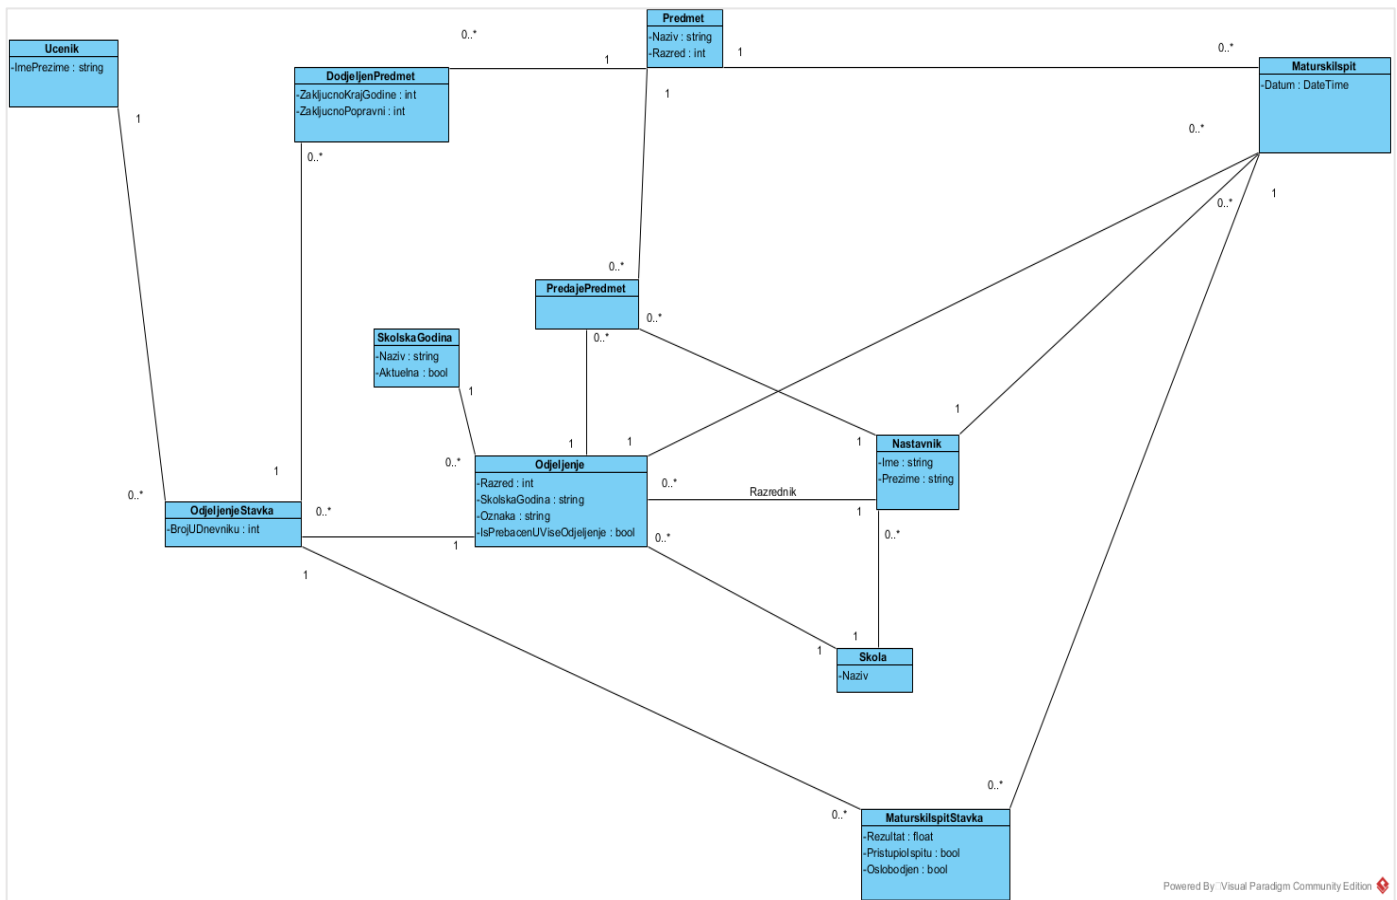 Predmet
-Naziv : string
-Razred : int
Ucenik
-ImePrezime : string
DodjeljenPredmet
-ZakljucnoKrajGodine : int
-ZakljucnoPopravni : int
MaturskiIspit
-Datum : DateTime
0..*
1
1
0..*
1
1
0..*
0..*
0..*
1
0..*
PredajePredmet
0..*
0..*
0..*
SkolskaGodina
-Naziv : string
-Aktuelna : bool
1
1
1
1
1
0..*
Nastavnik
-Ime : string
-Prezime : string
Odjeljenje
-Razred : int
-SkolskaGodina : string
-Oznaka : string
-IsPrebacenUViseOdjeljenje : bool
1
0..*
0..*
Razrednik
1
OdjeljenjeStavka
-BrojUDnevniku : int
0..*
1
0..*
0..*
1
1
1
Skola
-Naziv
0..*
0..*
MaturskiIspitStavka
-Rezultat : float
-PristupioIspitu : bool
-Oslobodjen : bool
Powered By Visual Paradigm Community Edition